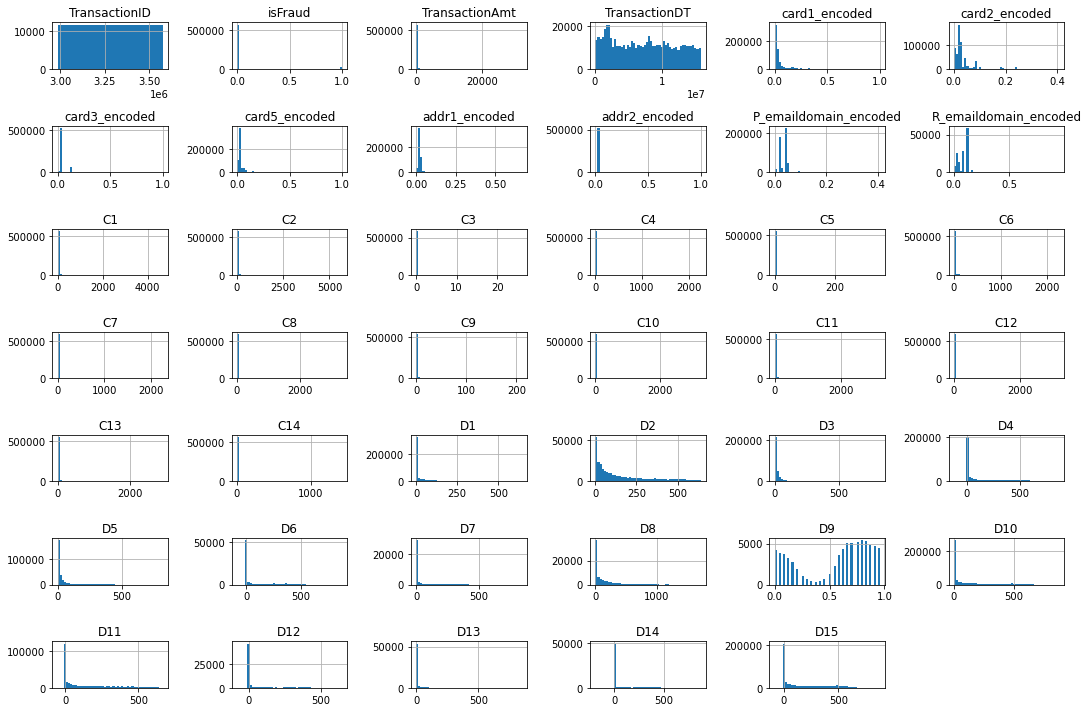 TransactionID isFraud TransactionAmt TransactionDT card1_encoded card2_encoded
10000 0 3.00 3.25 3.50 1e6
500000 0 0.0 0.5 1.0
500000 0 0 20000
20000 0 0 1 1e7
200000 0 0.0 0.5 1.0
100000 0 0.0 0.2 0.4
card3_encoded card5_encoded addr1_encoded addr2_encoded P_emaildomain_encoded R_emaildomain_encoded
500000 0 0.0 0.5 1.0
200000 0 0.0 0.5 1.0
200000 0 0.00 0.25 0.50
500000 0 0.0 0.5 1.0
200000 0 0.0 0.2 0.4
50000 0 0.0 0.5
C1 C2 C3 C4 C5 C6
500000 0 0 2000 4000
500000 0 0 2500 5000
500000 0 0 10 20
500000 0 0 1000 2000
500000 0 0 200
500000 0 0 1000 2000
C7 C8 C9 C10 C11 C12
500000 0 0 1000 2000
500000 0 0 2000
500000 0 0 100 200
500000 0 0 2000
500000 0 0 2000
500000 0 0 2000
C13 C14 D1 D2 D3 D4
500000 0 0 2000
500000 0 0 1000
200000 0 0 250 500
50000 0 0 250 500
200000 0 0 500
200000 0 0 500
D5 D6 D7 D8 D9 D10
100000 0 0 500
50000 0 0 500
20000 0 0 500
20000 0 0 1000
5000 0 0.0 0.5 1.0
200000 0 0 500
D11 D12 D13 D14 D15
100000 0 0 500
25000 0 0 500
50000 0 0 500
50000 0 0 500
200000 0 0 500